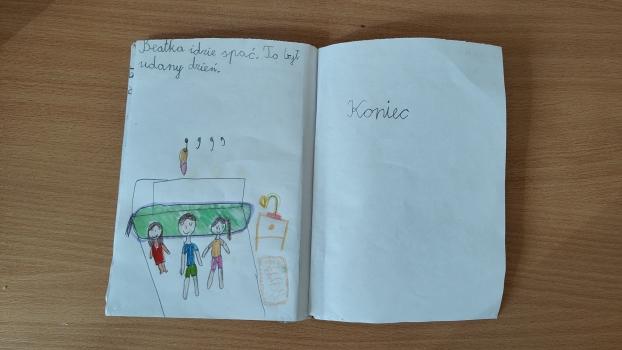 Beatka idzie spać. To był
udany dzień.
Koniec